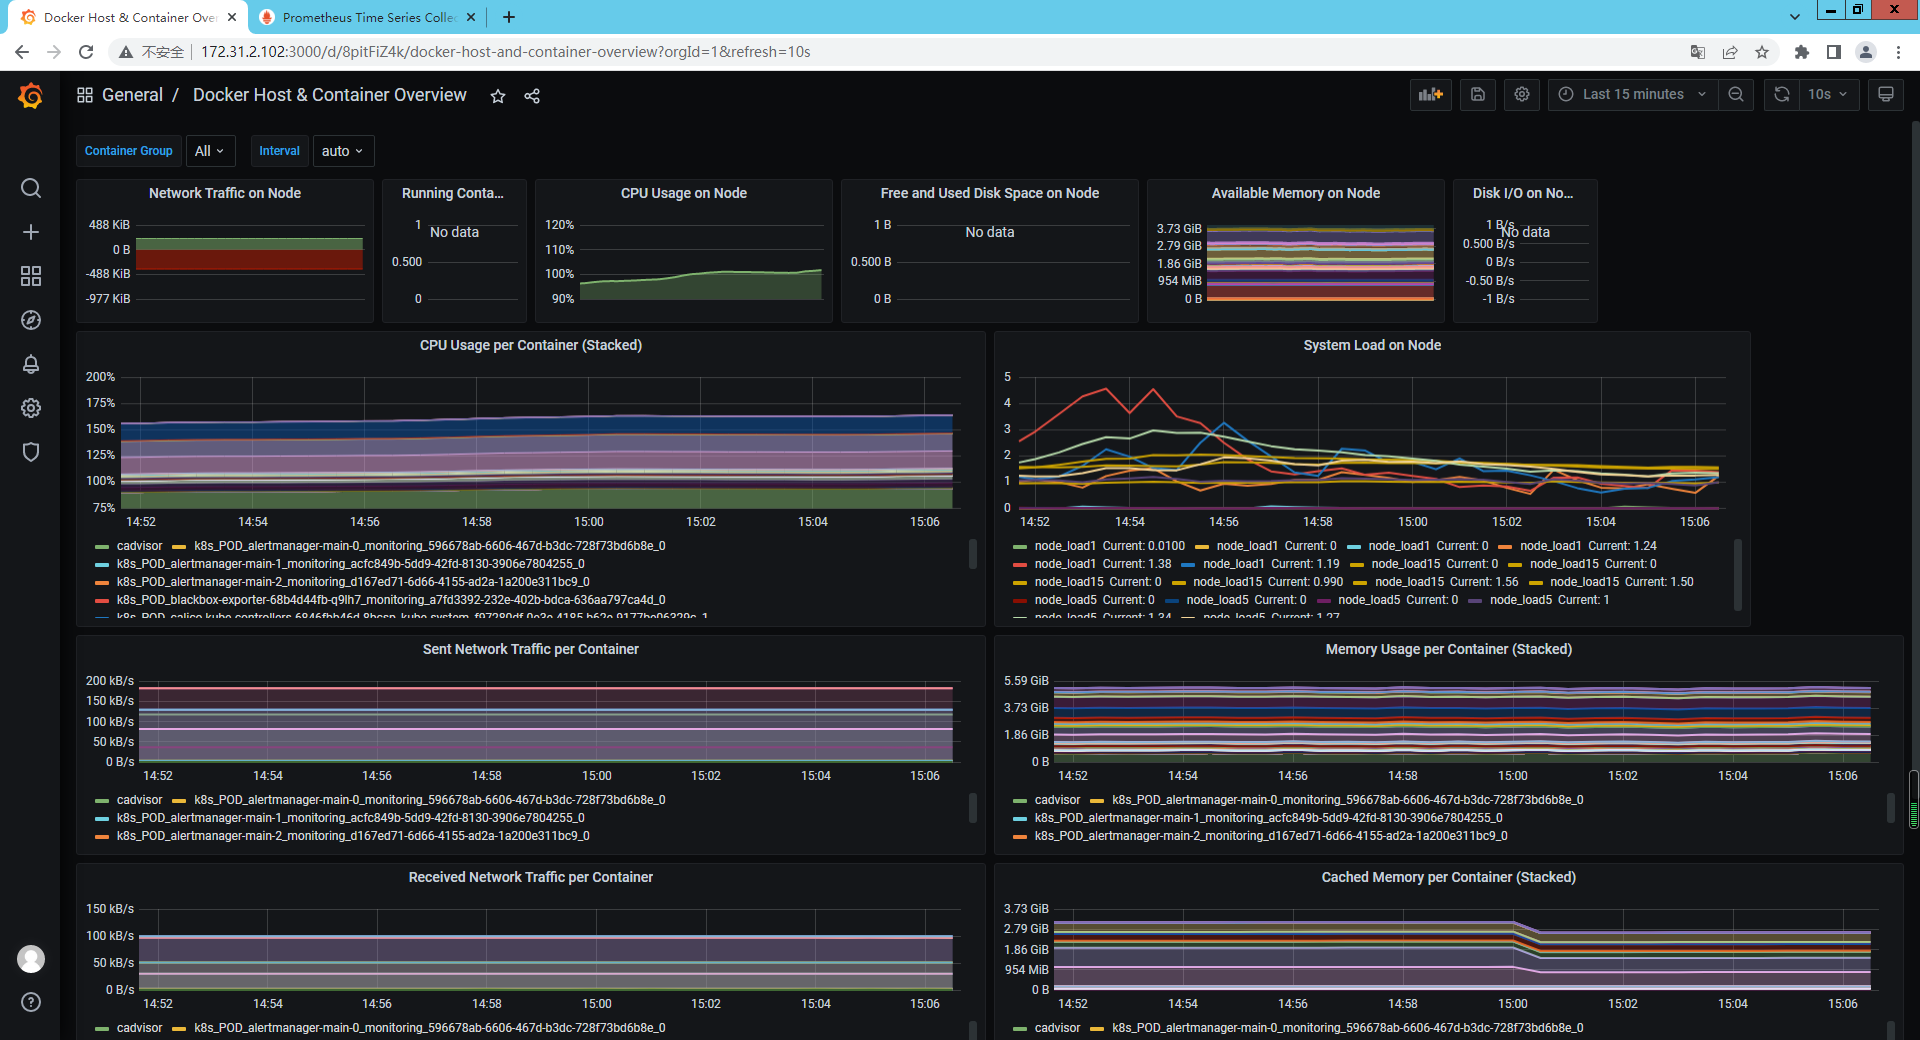 Docker Host & Container Over
Prometheus Time Series Colle
不安全 172.31.2.102:3000/d/8pitFiZ4k/docker-host-and-container-overview?orgId=1&refresh=10s
General / Docker Host & Container Overview
Last 15 minutes
10s
Container Group All Interval auto
Network Traffic on Node
488 KiB
0 B
-488 KiB
-977 KiB
Running Conta...
1
No data
0.500
0
CPU Usage on Node
120%
110%
100%
90%
Free and Used Disk Space on Node
1 B
No data
0.500 B
0 B
Available Memory on Node
3.73 GiB
2.79 GiB
1.86 GiB
954 MiB
0 B
Disk I/O on No...
1 B/s
No data
0.500 B/s
0 B/s
-0.50 B/s
-1 B/s
CPU Usage per Container (Stacked)
200%
175%
150%
125%
100%
75%
14:52 14:54 14:56 14:58 15:00 15:02 15:04 15:06
cadvisor k8s_POD_alertmanager-main-0_monitoring_596678ab-6606-467d-b3dc-728f73bd6b8e_0
k8s_POD_alertmanager-main-1_monitoring_acfc849b-5dd9-42fd-8130-3906e7804255_0
k8s_POD_alertmanager-main-2_monitoring_d167ed71-6d66-4155-ad2a-1a200e311bc9_0
k8s_POD_blackbox-exporter-68b4d44fb-q9lh7_monitoring_a7fd3392-232e-402b-bdca-636aa797ca4d_0
System Load on Node
5
4
3
2
1
0
14:52 14:54 14:56 14:58 15:00 15:02 15:04 15:06
node_load1 Current: 0.0100 node_load1 Current: 0 node_load1 Current: 0 node_load1 Current: 1.24
node_load1 Current: 1.38 node_load1 Current: 1.19 node_load15 Current: 0 node_load15 Current: 0
node_load15 Current: 0 node_load15 Current: 0.990 node_load15 Current: 1.56 node_load15 Current: 1.50
node_load5 Current: 0 node_load5 Current: 0 node_load5 Current: 0 node_load5 Current: 1
node_load5 Current: 1.34 node_load5 Current: 1.27
Sent Network Traffic per Container
200 kB/s
150 kB/s
100 kB/s
50 kB/s
0 B/s
14:52 14:54 14:56 14:58 15:00 15:02 15:04 15:06
cadvisor k8s_POD_alertmanager-main-0_monitoring_596678ab-6606-467d-b3dc-728f73bd6b8e_0
k8s_POD_alertmanager-main-1_monitoring_acfc849b-5dd9-42fd-8130-3906e7804255_0
k8s_POD_alertmanager-main-2_monitoring_d167ed71-6d66-4155-ad2a-1a200e311bc9_0
Memory Usage per Container (Stacked)
5.59 GiB
3.73 GiB
1.86 GiB
0 B
14:52 14:54 14:56 14:58 15:00 15:02 15:04 15:06
cadvisor k8s_POD_alertmanager-main-0_monitoring_596678ab-6606-467d-b3dc-728f73bd6b8e_0
k8s_POD_alertmanager-main-1_monitoring_acfc849b-5dd9-42fd-8130-3906e7804255_0
k8s_POD_alertmanager-main-2_monitoring_d167ed71-6d66-4155-ad2a-1a200e311bc9_0
Received Network Traffic per Container
150 kB/s
100 kB/s
50 kB/s
0 B/s
14:52 14:54 14:56 14:58 15:00 15:02 15:04 15:06
cadvisor k8s_POD_alertmanager-main-0_monitoring_596678ab-6606-467d-b3dc-728f73bd6b8e_0
Cached Memory per Container (Stacked)
3.73 GiB
2.79 GiB
1.86 GiB
954 MiB
0 B
14:52 14:54 14:56 14:58 15:00 15:02 15:04 15:06
cadvisor k8s_POD_alertmanager-main-0_monitoring_596678ab-6606-467d-b3dc-728f73bd6b8e_0